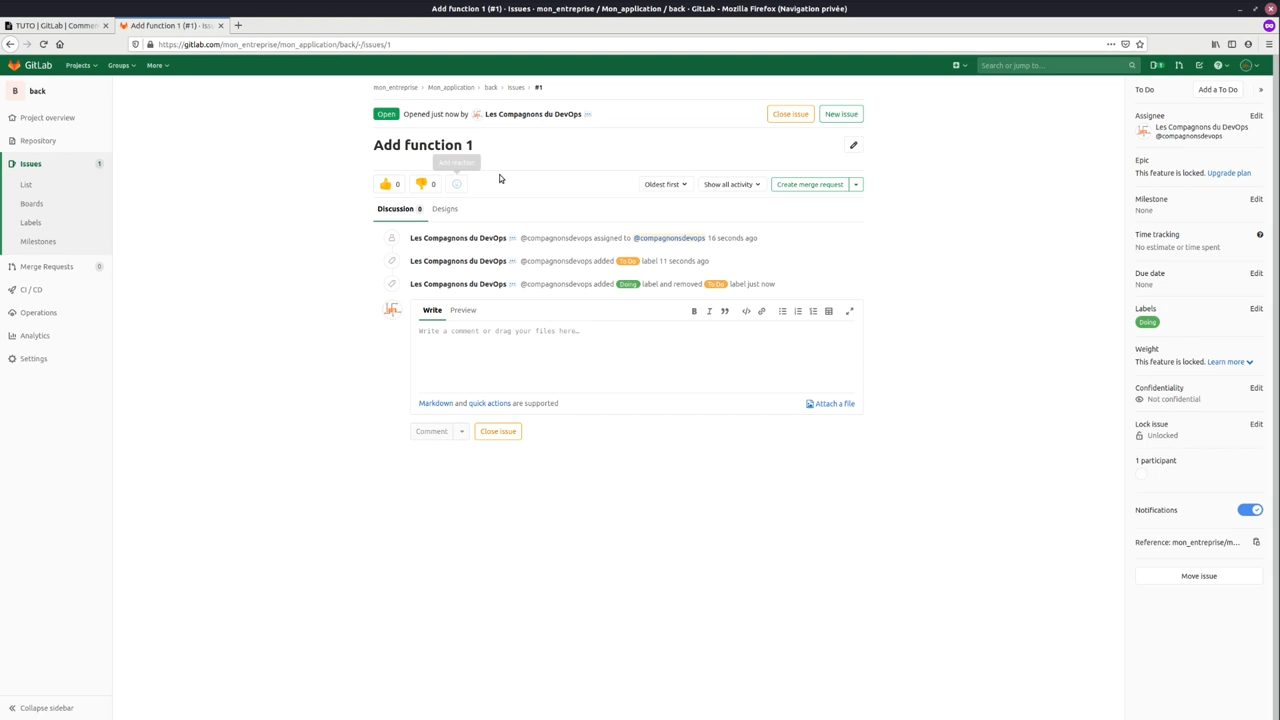 Add function 1 (#1) · Issues · mon_entreprise / Mon_application / back · GitLab - Mozilla Firefox (Navigation privée)
TUTO | GitLab | Commen
Add function 1 (#1) · Iss
https://gitlab.com/mon_entreprise/mon_application/back/-/issues/1
GitLab
Projects
Groups
More
Search or jump to...
B back
Project overview
Repository
Issues 1
List
Boards
Labels
Milestones
Merge Requests 0
CI / CD
Operations
Analytics
Settings
Collapse sidebar
mon_entreprise › Mon_application › back › Issues › #1
Open Opened just now by Les Compagnons du DevOps
Close issue
New issue
Add function 1
Add reaction
👍 0
👎 0
Oldest first
Show all activity
Create merge request
Discussion 0
Designs
Les Compagnons du DevOps @compagnonsdevops assigned to @compagnonsdevops 16 seconds ago
Les Compagnons du DevOps @compagnonsdevops added To Do label 11 seconds ago
Les Compagnons du DevOps @compagnonsdevops added Doing label and removed To Do label just now
Write
Preview
Write a comment or drag your files here…
Markdown and quick actions are supported
Attach a file
Comment
Close issue
To Do
Add a To Do
Assignee
Edit
Les Compagnons du DevOps
@compagnonsdevops
Epic
This feature is locked. Upgrade plan
Milestone
Edit
None
Time tracking
No estimate or time spent
Due date
Edit
None
Labels
Edit
Doing
Weight
This feature is locked. Learn more
Confidentiality
Edit
Not confidential
Lock issue
Edit
Unlocked
1 participant
Notifications
Reference: mon_entreprise/m...
Move issue